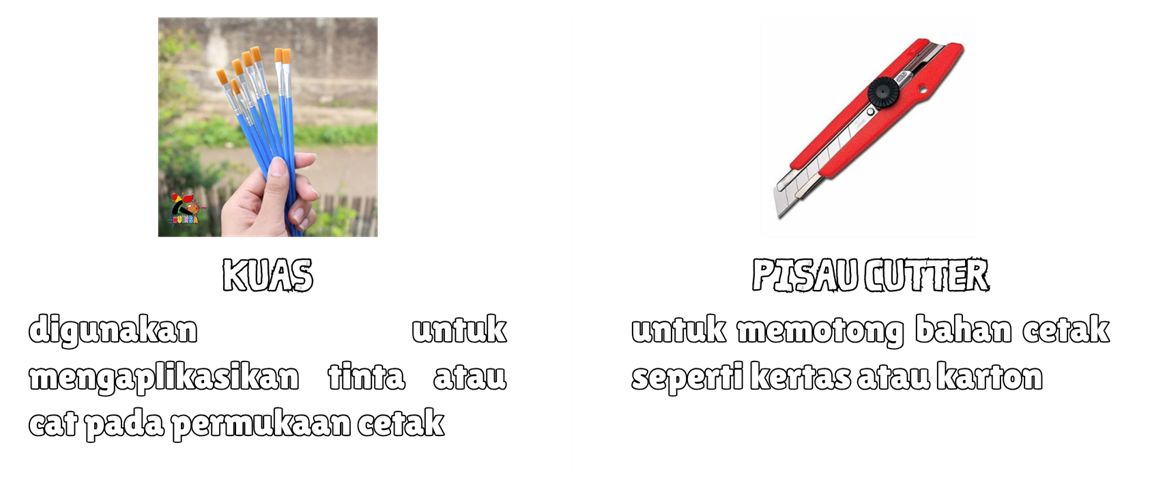 KUAS
digunakan untuk
mengaplikasikan tinta atau
cat pada permukaan cetak
PISAU CUTTER
untuk memotong bahan cetak
seperti kertas atau karton